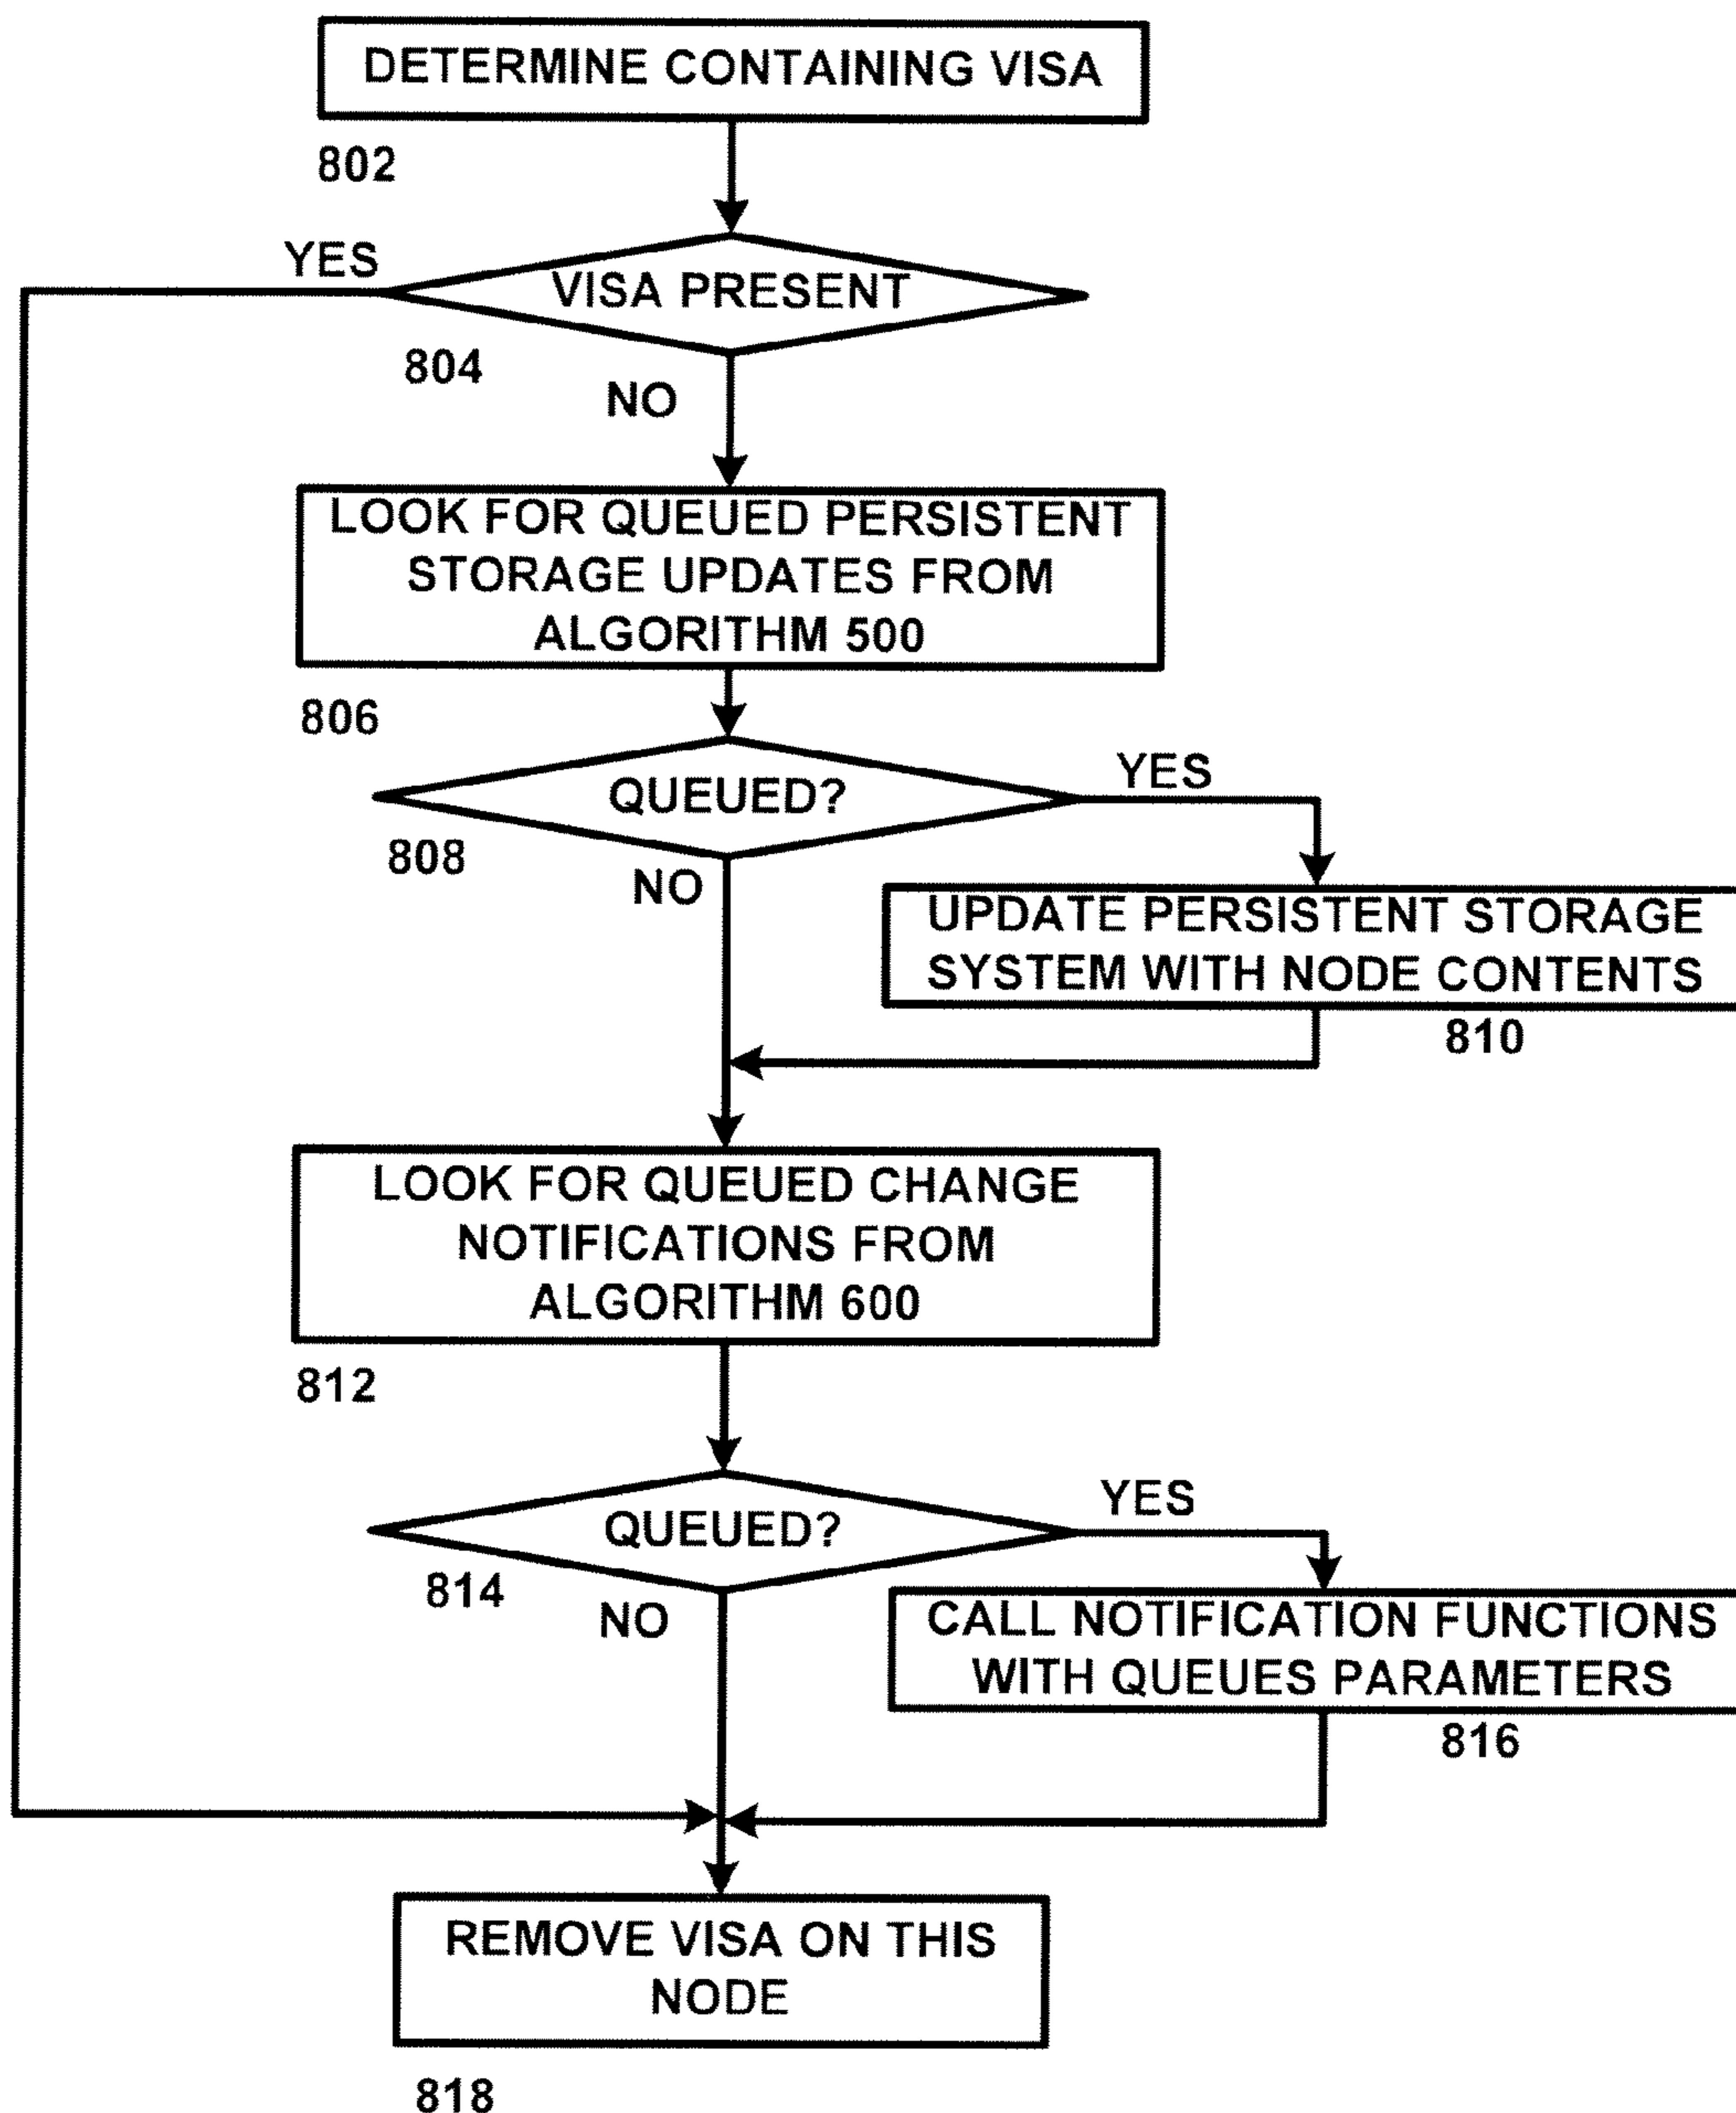 DETERMINE CONTAINING VISA
802
YES
VISA PRESENT
804
NO
LOOK FOR QUEUED PERSISTENT
STORAGE UPDATES FROM
ALGORITHM 500
806
QUEUED?
YES
808
NO
UPDATE PERSISTENT STORAGE
SYSTEM WITH NODE CONTENTS
810
LOOK FOR QUEUED CHANGE
NOTIFICATIONS FROM
ALGORITHM 600
812
QUEUED?
YES
814
NO
CALL NOTIFICATION FUNCTIONS
WITH QUEUES PARAMETERS
816
REMOVE VISA ON THIS
NODE
818